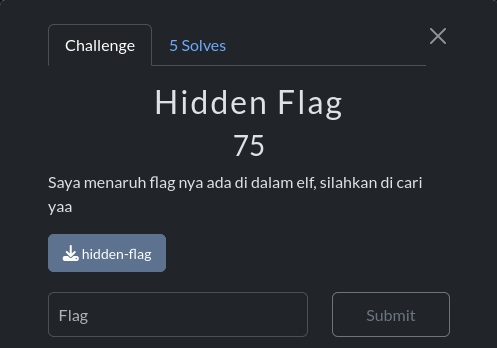 Challenge
5 Solves
Hidden Flag
75
Saya menaruh flag nya ada di dalam elf, silahkan di cari
yaa
hidden-flag
Flag
Submit